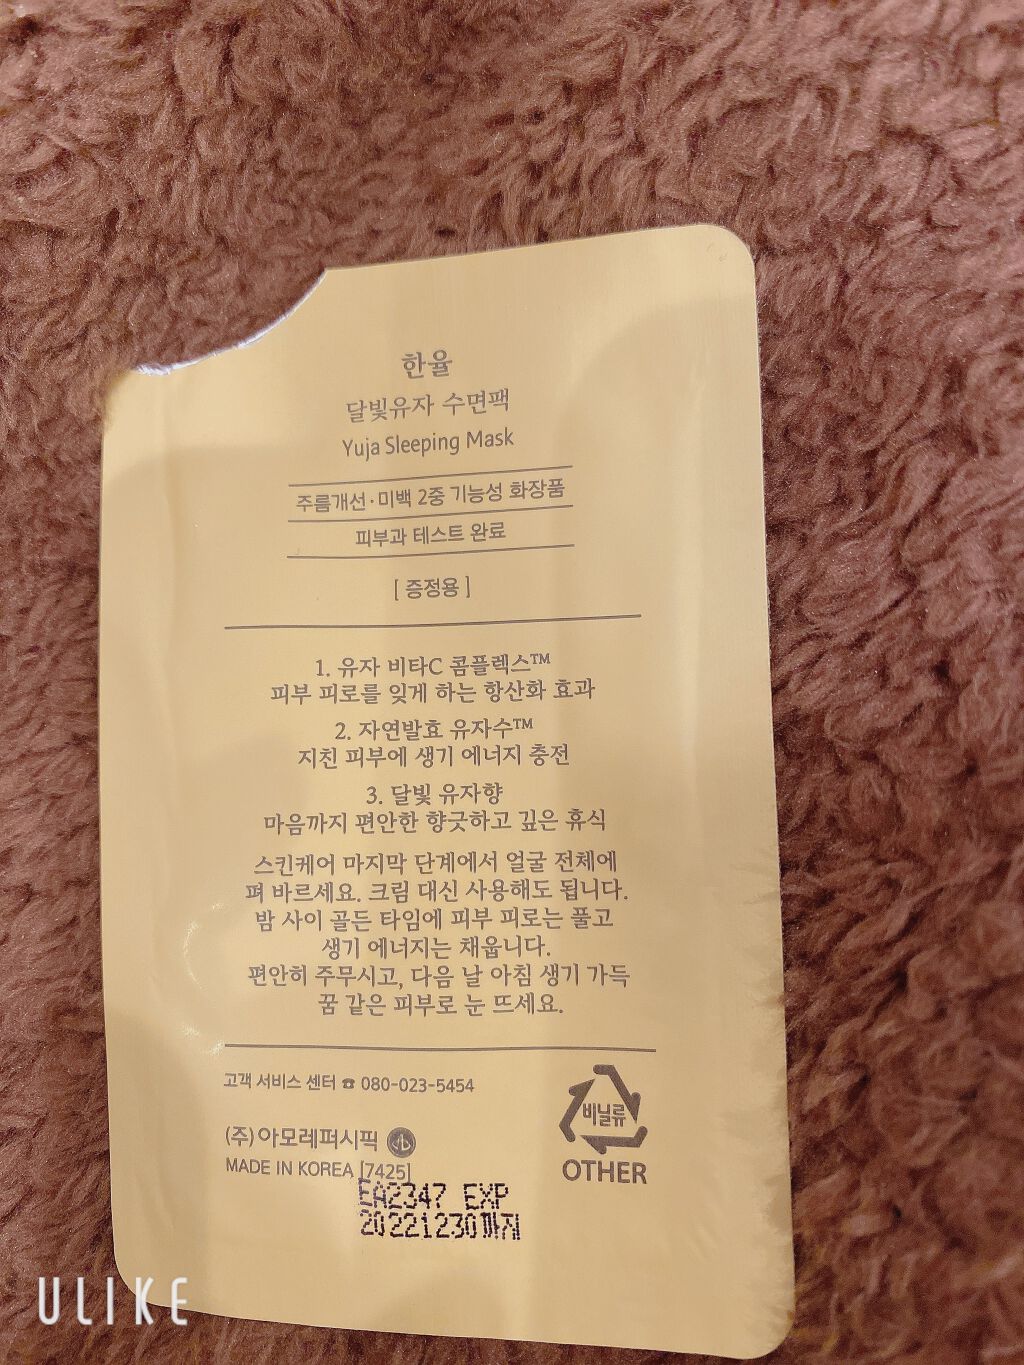 한율
달빛유자 수면팩
Yuja Sleeping Mask
주름개선·미백 2중 기능성 화장품
피부과 테스트 완료
[ 증정용 ]
1. 유자 비타C 콤플렉스™
피부 피로를 잊게 하는 항산화 효과
2. 자연발효 유자수™
지친 피부에 생기 에너지 충전
3. 달빛 유자향
마음까지 편안한 향긋하고 깊은 휴식
스킨케어 마지막 단계에서 얼굴 전체에
펴 바르세요. 크림 대신 사용해도 됩니다.
밤 사이 골든 타임에 피부 피로는 풀고
생기 에너지는 채웁니다.
편안히 주무시고, 다음 날 아침 생기 가득
꿈 같은 피부로 눈 뜨세요.
고객 서비스 센터 ☎ 080-023-5454
(주)아모레퍼시픽
MADE IN KOREA [7425]
비닐류
OTHER
EA2347 EXP
20221230까지
ULIKE